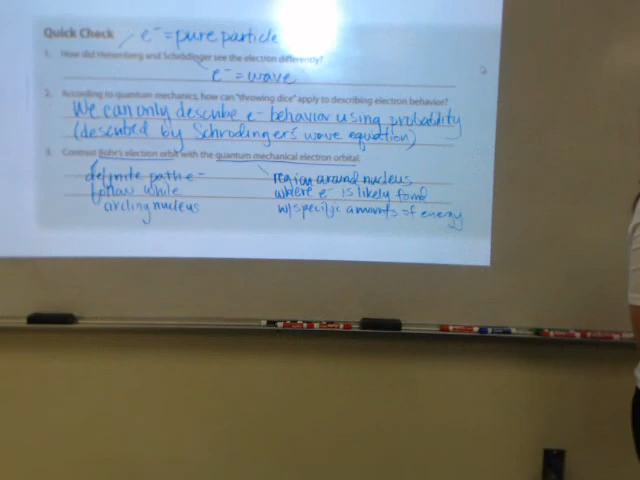 Quick Check
e⁻ = pure particle
1. How did Heisenberg and Schrödinger see the electron differently?
e⁻ = wave
2. According to quantum mechanics, how can "throwing dice" apply to describing electron behavior?
We can only describe e⁻ behavior using probability
(described by Schrodinger's wave equation)
3. Contrast Bohr's electron orbit with the quantum mechanical electron orbital.
definite path e⁻
follow while
circling nucleus
region around nucleus
where e⁻ is likely found
w/ specific amounts of energy